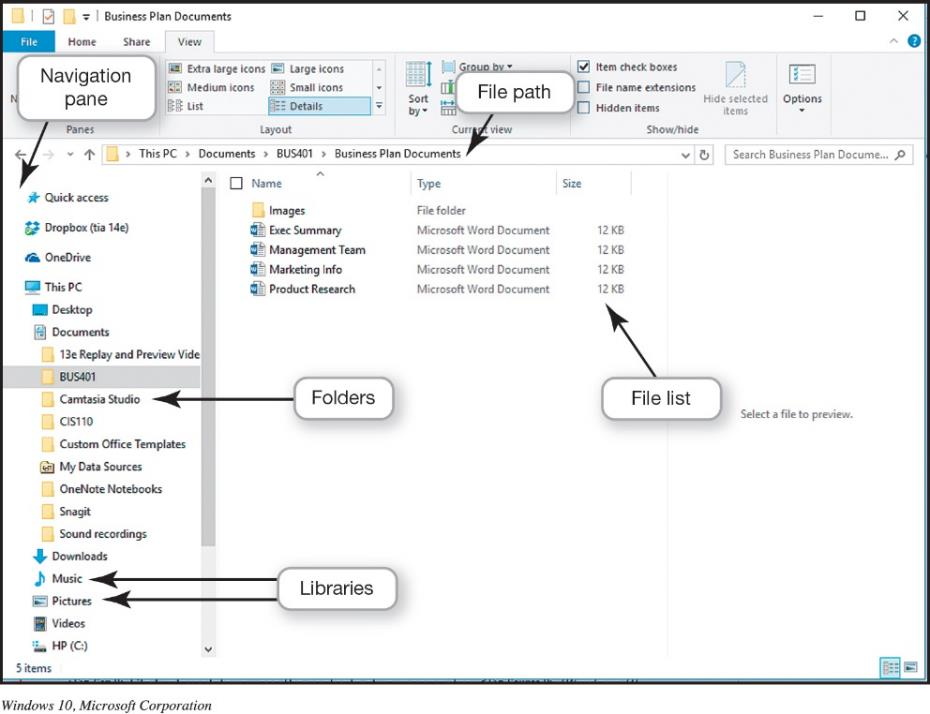 Business Plan Documents
File Home Share View
Navigation pane
Extra large icons Large icons
Medium icons Small icons
List Details
Sort by
Group by
File path
Item check boxes
File name extensions
Hidden items
Hide selected items
Options
Panes Layout Current view Show/hide
This PC > Documents > BUS401 > Business Plan Documents
Search Business Plan Docume...
Name Type Size
Images File folder
Exec Summary Microsoft Word Document 12 KB
Management Team Microsoft Word Document 12 KB
Marketing Info Microsoft Word Document 12 KB
Product Research Microsoft Word Document 12 KB
Quick access
Dropbox (tia 14e)
OneDrive
This PC
Desktop
Documents
13e Replay and Preview Vide
BUS401
Camtasia Studio
CIS110
Custom Office Templates
My Data Sources
OneNote Notebooks
Snagit
Sound recordings
Downloads
Music
Pictures
Videos
HP (C:)
Folders
File list
Select a file to preview.
Libraries
5 items
Windows 10, Microsoft Corporation